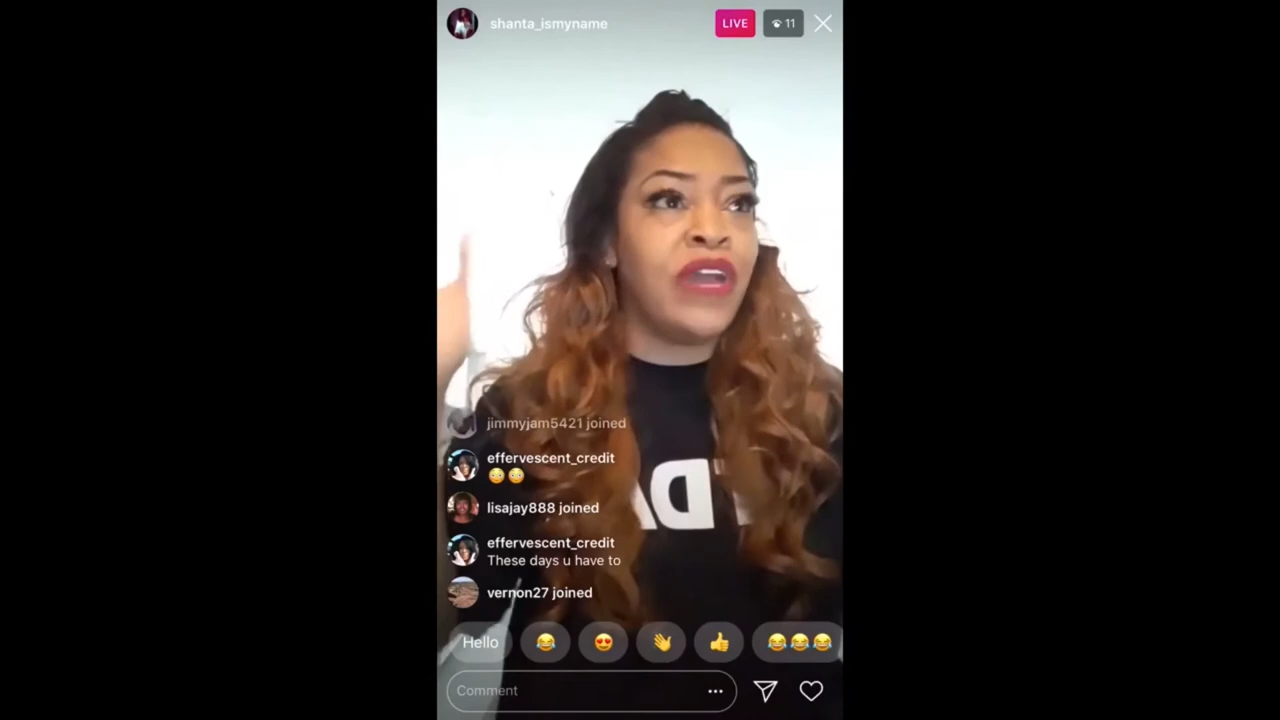 shanta_ismyname
LIVE
11
jimmyjam5421 joined
effervescent_credit
😳😳
lisajay888 joined
effervescent_credit
These days u have to
vernon27 joined
Hello
😂
😍
👋
👍
😂😂😂
Comment